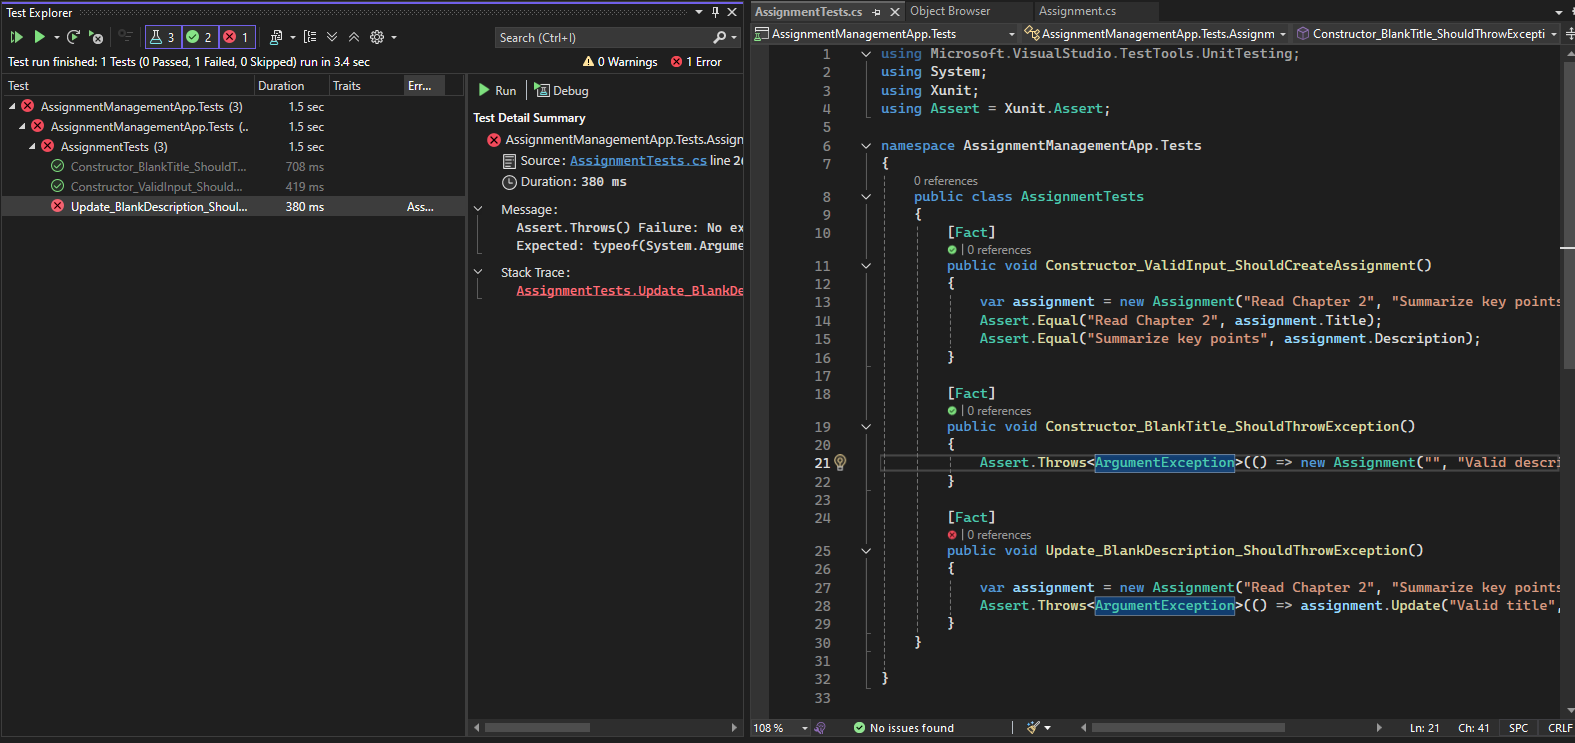 Test Explorer
3 2 1
Search (Ctrl+I)
Test run finished: 1 Tests (0 Passed, 1 Failed, 0 Skipped) run in 3.4 sec
0 Warnings 1 Error
Test Duration Traits Err...
AssignmentManagementApp.Tests (3) 1.5 sec
AssignmentManagementApp.Tests (.. 1.5 sec
AssignmentTests (3) 1.5 sec
Constructor_BlankTitle_ShouldT... 708 ms
Constructor_ValidInput_Should... 419 ms
Update_BlankDescription_Shoul... 380 ms Ass...
Run Debug
Test Detail Summary
AssignmentManagementApp.Tests.Assign
Source: AssignmentTests.cs line 26
Duration: 380 ms
Message:
Assert.Throws() Failure: No ex
Expected: typeof(System.Argume
Stack Trace:
AssignmentTests.Update_BlankDe
AssignmentTests.cs Object Browser Assignment.cs
AssignmentManagementApp.Tests AssignmentManagementApp.Tests.Assignm Constructor_BlankTitle_ShouldThrowExcepti
1 using Microsoft.VisualStudio.TestTools.UnitTesting;
2 using System;
3 using Xunit;
4 using Assert = Xunit.Assert;
5
6 namespace AssignmentManagementApp.Tests
7 {
0 references
8 public class AssignmentTests
9 {
10 [Fact]
| 0 references
11 public void Constructor_ValidInput_ShouldCreateAssignment()
12 {
13 var assignment = new Assignment("Read Chapter 2", "Summarize key points
14 Assert.Equal("Read Chapter 2", assignment.Title);
15 Assert.Equal("Summarize key points", assignment.Description);
16 }
17
18 [Fact]
| 0 references
19 public void Constructor_BlankTitle_ShouldThrowException()
20 {
21 Assert.Throws<ArgumentException>(() => new Assignment("", "Valid descri
22 }
23
24 [Fact]
| 0 references
25 public void Update_BlankDescription_ShouldThrowException()
26 {
27 var assignment = new Assignment("Read Chapter 2", "Summarize key points
28 Assert.Throws<ArgumentException>(() => assignment.Update("Valid title",
29 }
30 }
31
32 }
33
108 % No issues found Ln: 21 Ch: 41 SPC CRLF